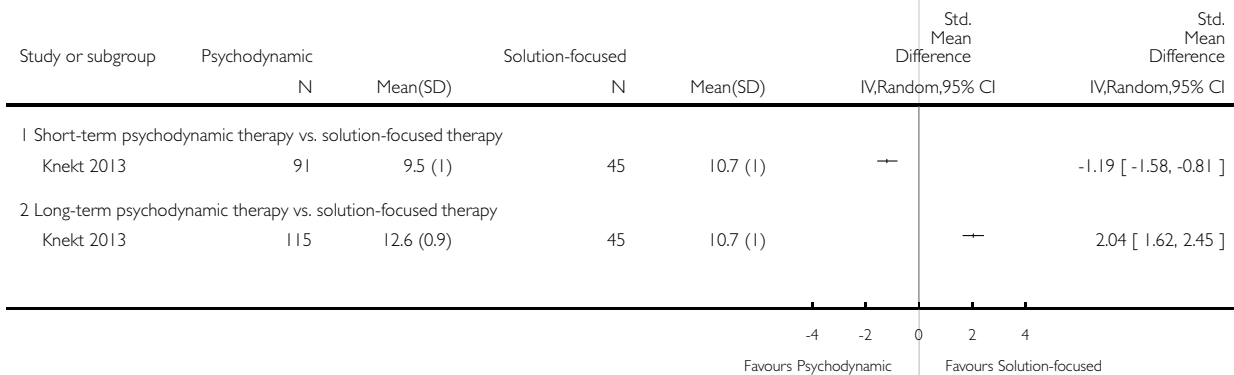 Std.
Mean
Difference
Std.
Mean
Difference
Study or subgroup Psychodynamic Solution-focused
N Mean(SD) N Mean(SD) IV,Random,95% CI IV,Random,95% CI
1 Short-term psychodynamic therapy vs. solution-focused therapy
Knekt 2013 91 9.5 (1) 45 10.7 (1) -1.19 [ -1.58, -0.81 ]
2 Long-term psychodynamic therapy vs. solution-focused therapy
Knekt 2013 115 12.6 (0.9) 45 10.7 (1) 2.04 [ 1.62, 2.45 ]
-4 -2 0 2 4
Favours Psychodynamic Favours Solution-focused